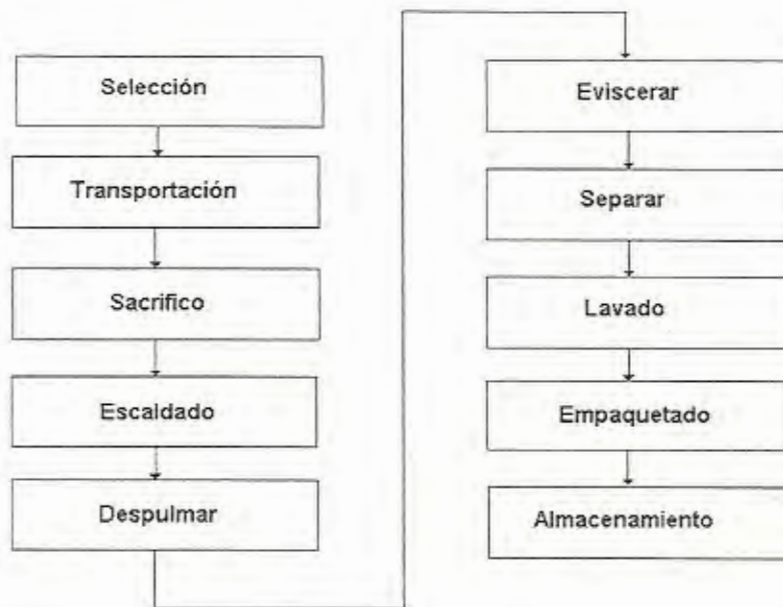 Selección
Transportación
Sacrifico
Escaldado
Despulmar
Eviscerar
Separar
Lavado
Empaquetado
Almacenamiento